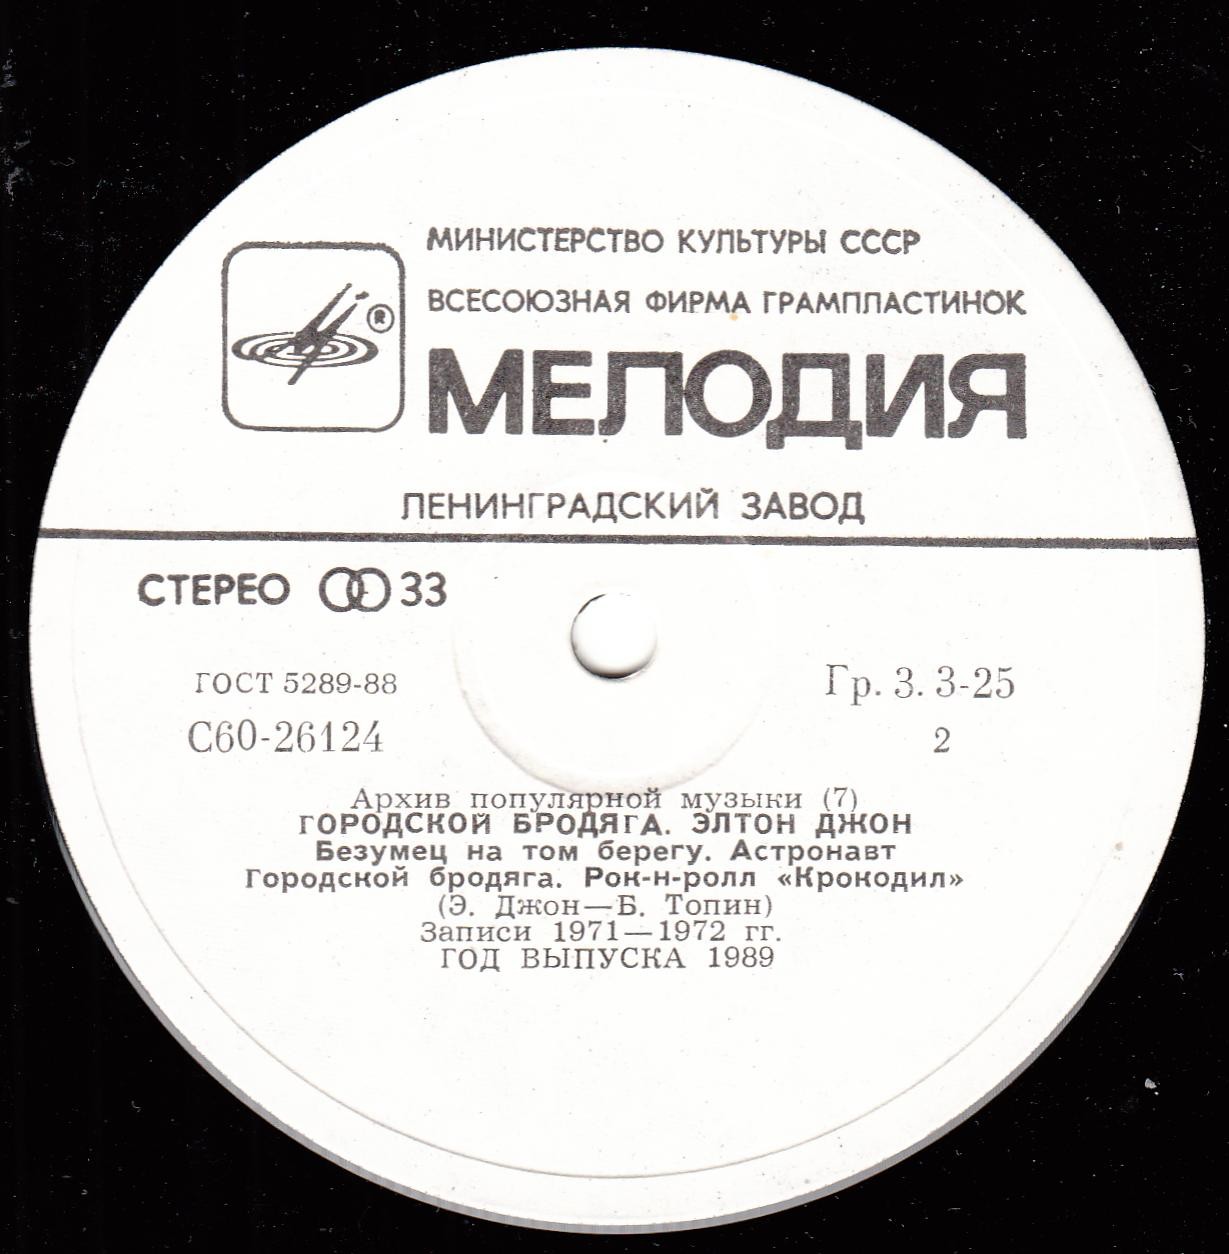 МИНИСТЕРСТВО КУЛЬТУРЫ СССР
ВСЕСОЮЗНАЯ ФИРМА ГРАМПЛАСТИНОК
®
МЕЛОДИЯ
ЛЕНИНГРАДСКИЙ ЗАВОД
СТЕРЕО 33
ГОСТ 5289-88
Гр. 3. 3-25
С60-26124
2
Архив популярной музыки (7)
ГОРОДСКОЙ БРОДЯГА. ЭЛТОН ДЖОН
Безумец на том берегу. Астронавт
Городской бродяга. Рок-н-ролл «Крокодил»
(Э. Джон—Б. Топин)
Записи 1971—1972 гг.
ГОД ВЫПУСКА 1989